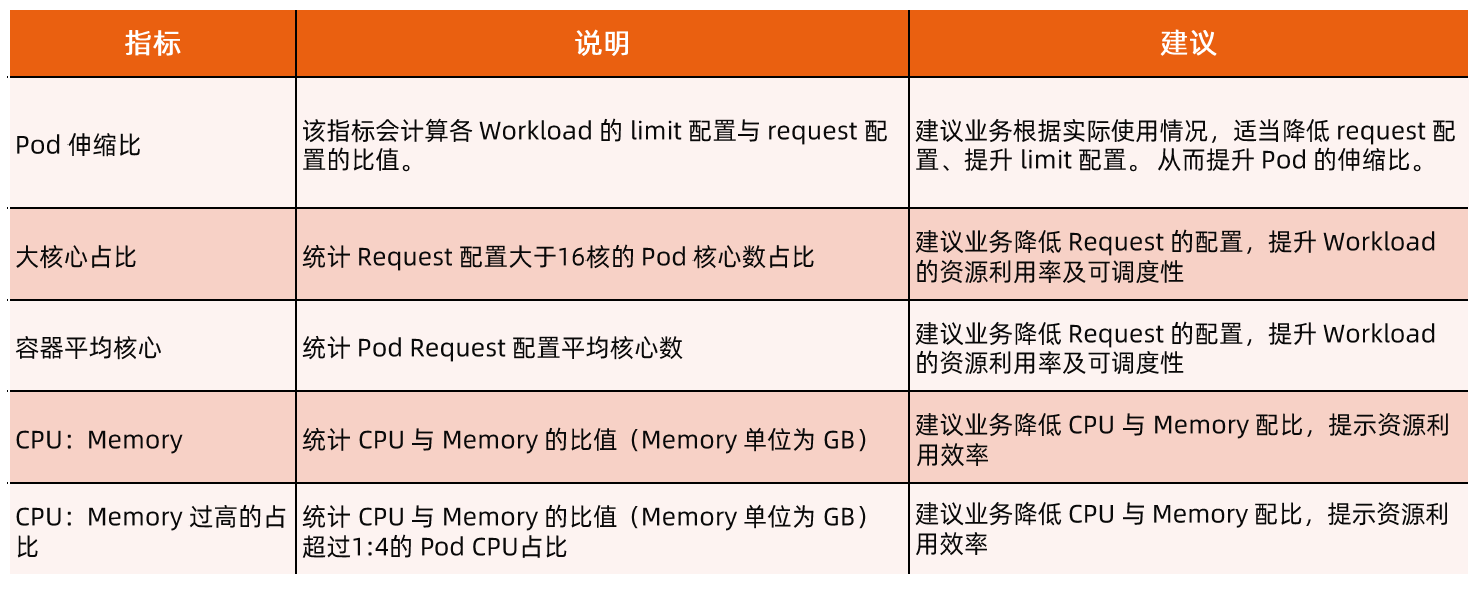 指标
说明
建议
Pod 伸缩比
该指标会计算各 Workload 的 limit 配置与 request 配
置的比值。
建议业务根据实际使用情况，适当降低 request 配
置、提升 limit 配置。 从而提升 Pod 的伸缩比。
大核心占比
统计 Request 配置大于16核的 Pod 核心数占比
建议业务降低 Request 的配置，提升 Workload
的资源利用率及可调度性
容器平均核心
统计 Pod Request 配置平均核心数
建议业务降低 Request 的配置，提升 Workload
的资源利用率及可调度性
CPU：Memory
统计 CPU 与 Memory 的比值（Memory 单位为 GB）
建议业务降低 CPU 与 Memory 配比，提示资源利
用效率
CPU：Memory 过高的占
比
统计 CPU 与 Memory 的比值（Memory 单位为 GB）
超过1:4的 Pod CPU占比
建议业务降低 CPU 与 Memory 配比，提示资源利
用效率